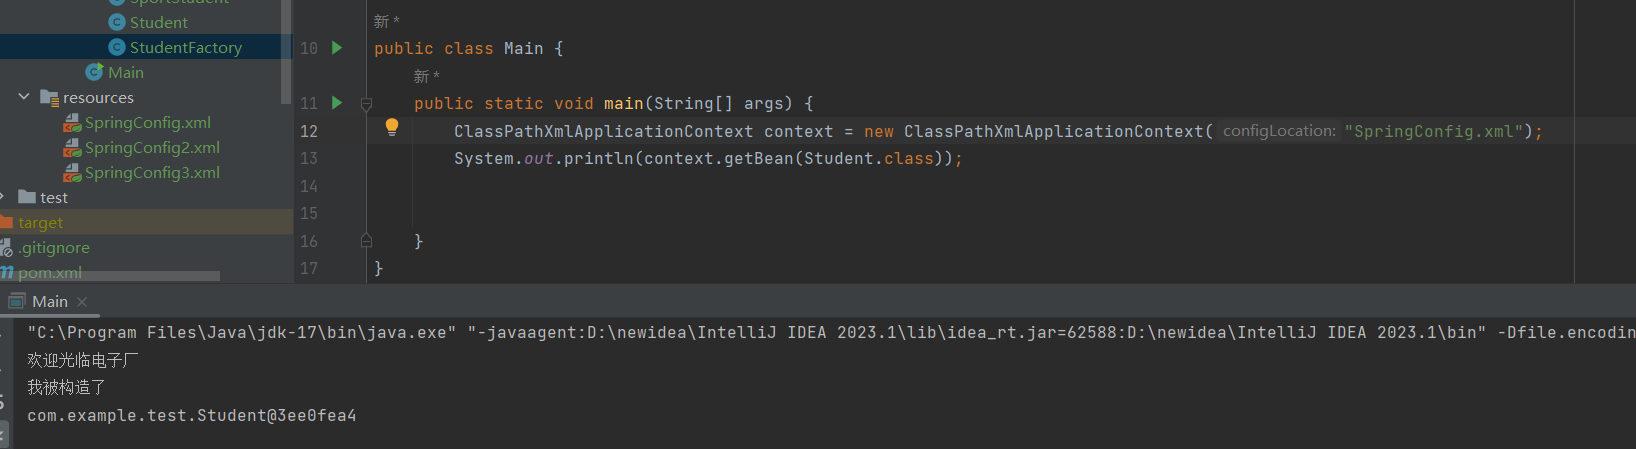 SportStudent
Student
StudentFactory
Main
resources
SpringConfig.xml
SpringConfig2.xml
SpringConfig3.xml
test
target
.gitignore
pom.xml
新 *
10 public class Main {
新 *
11 public static void main(String[] args) {
12 ClassPathXmlApplicationContext context = new ClassPathXmlApplicationContext( configLocation: "SpringConfig.xml");
13 System.out.println(context.getBean(Student.class));
14
15
16 }
17 }
Main
"C:\Program Files\Java\jdk-17\bin\java.exe" "-javaagent:D:\newidea\IntelliJ IDEA 2023.1\lib\idea_rt.jar=62588:D:\newidea\IntelliJ IDEA 2023.1\bin" -Dfile.encodin
欢迎光临电子厂
我被构造了
com.example.test.Student@3ee0fea4